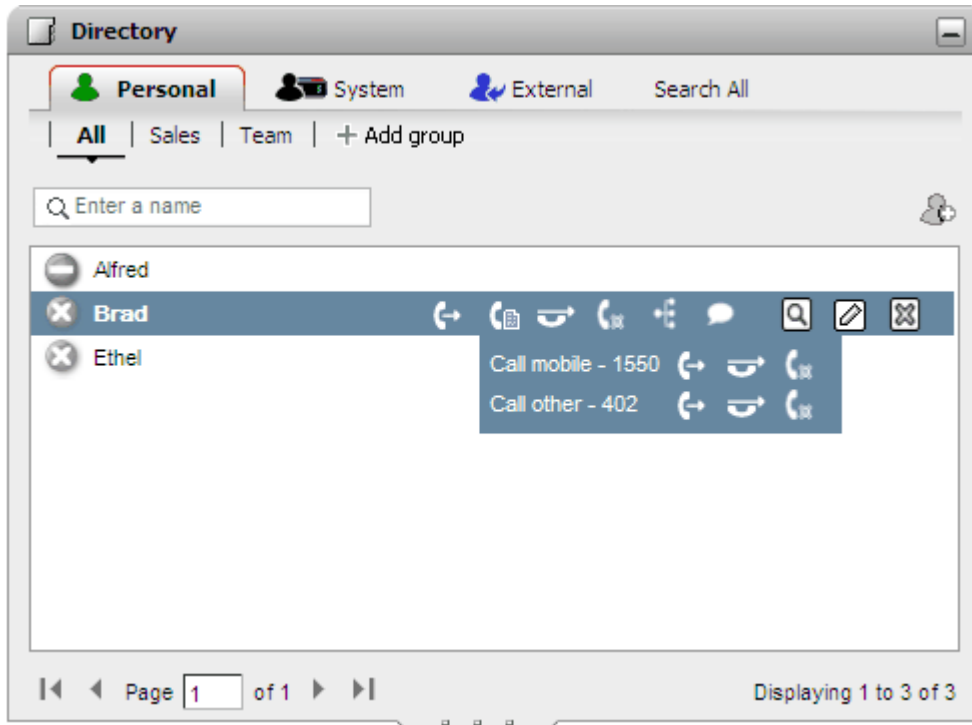 Directory
Personal System External Search All
All | Sales | Team | + Add group
Enter a name
Alfred
Brad
Ethel
Call mobile - 1550
Call other - 402
Page 1 of 1 Displaying 1 to 3 of 3